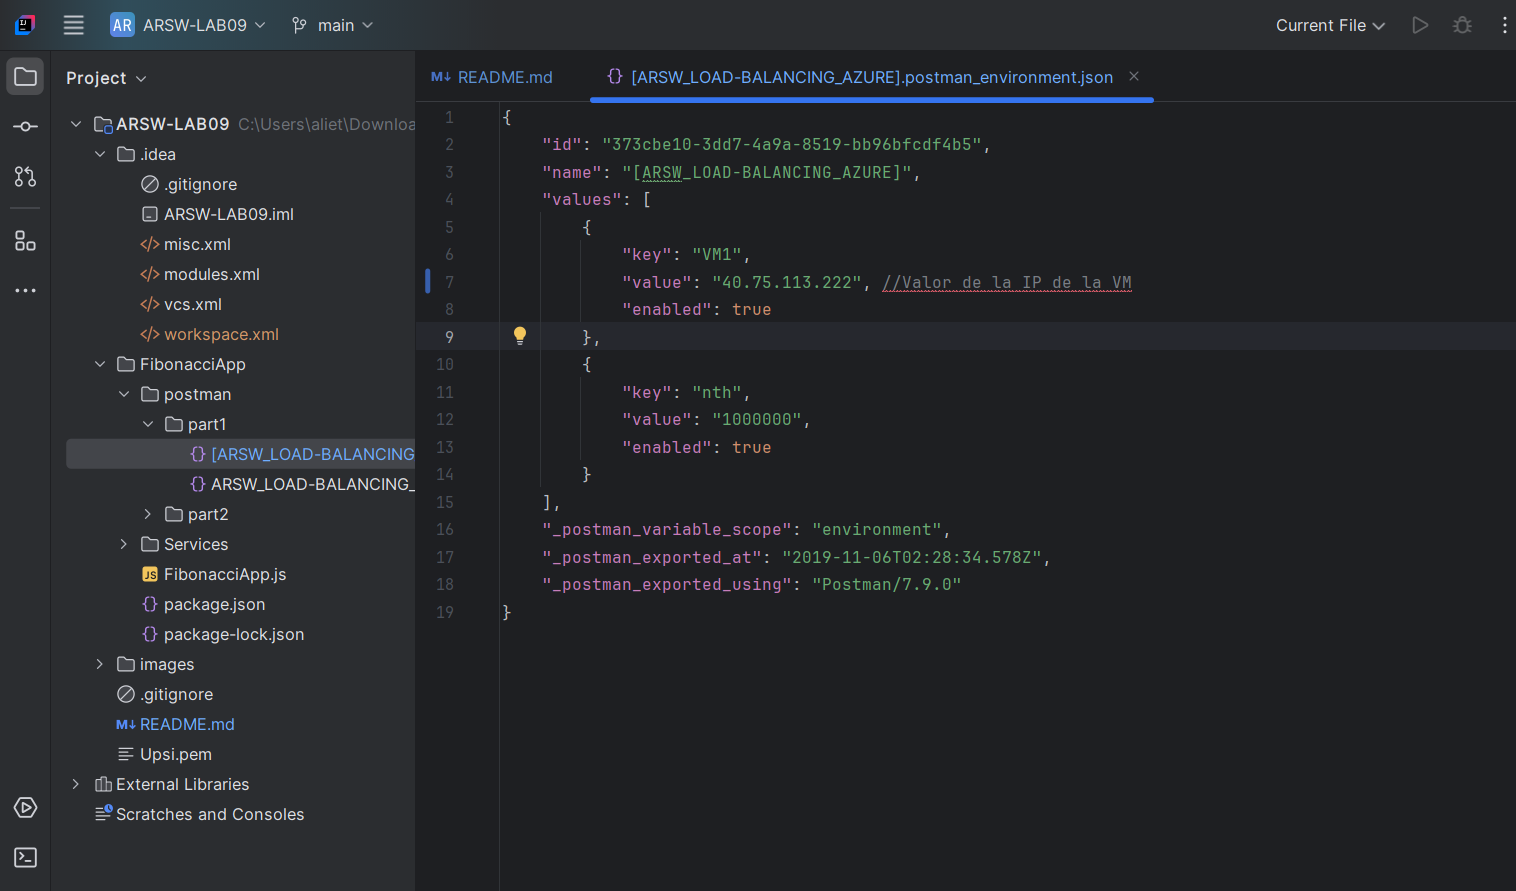 AR ARSW-LAB09 main Current File
Project
ARSW-LAB09 C:\Users\aliet\Downloa
.idea
.gitignore
ARSW-LAB09.iml
misc.xml
modules.xml
vcs.xml
workspace.xml
FibonacciApp
postman
part1
[ARSW_LOAD-BALANCING
ARSW_LOAD-BALANCING_
part2
Services
JS FibonacciApp.js
package.json
package-lock.json
images
.gitignore
M↓ README.md
Upsi.pem
External Libraries
Scratches and Consoles
M↓ README.md {} [ARSW_LOAD-BALANCING_AZURE].postman_environment.json
1 {
2 "id": "373cbe10-3dd7-4a9a-8519-bb96bfcdf4b5",
3 "name": "[ARSW_LOAD-BALANCING_AZURE]",
4 "values": [
5 {
6 "key": "VM1",
7 "value": "40.75.113.222", //Valor de la IP de la VM
8 "enabled": true
9 },
10 {
11 "key": "nth",
12 "value": "1000000",
13 "enabled": true
14 }
15 ],
16 "_postman_variable_scope": "environment",
17 "_postman_exported_at": "2019-11-06T02:28:34.578Z",
18 "_postman_exported_using": "Postman/7.9.0"
19 }